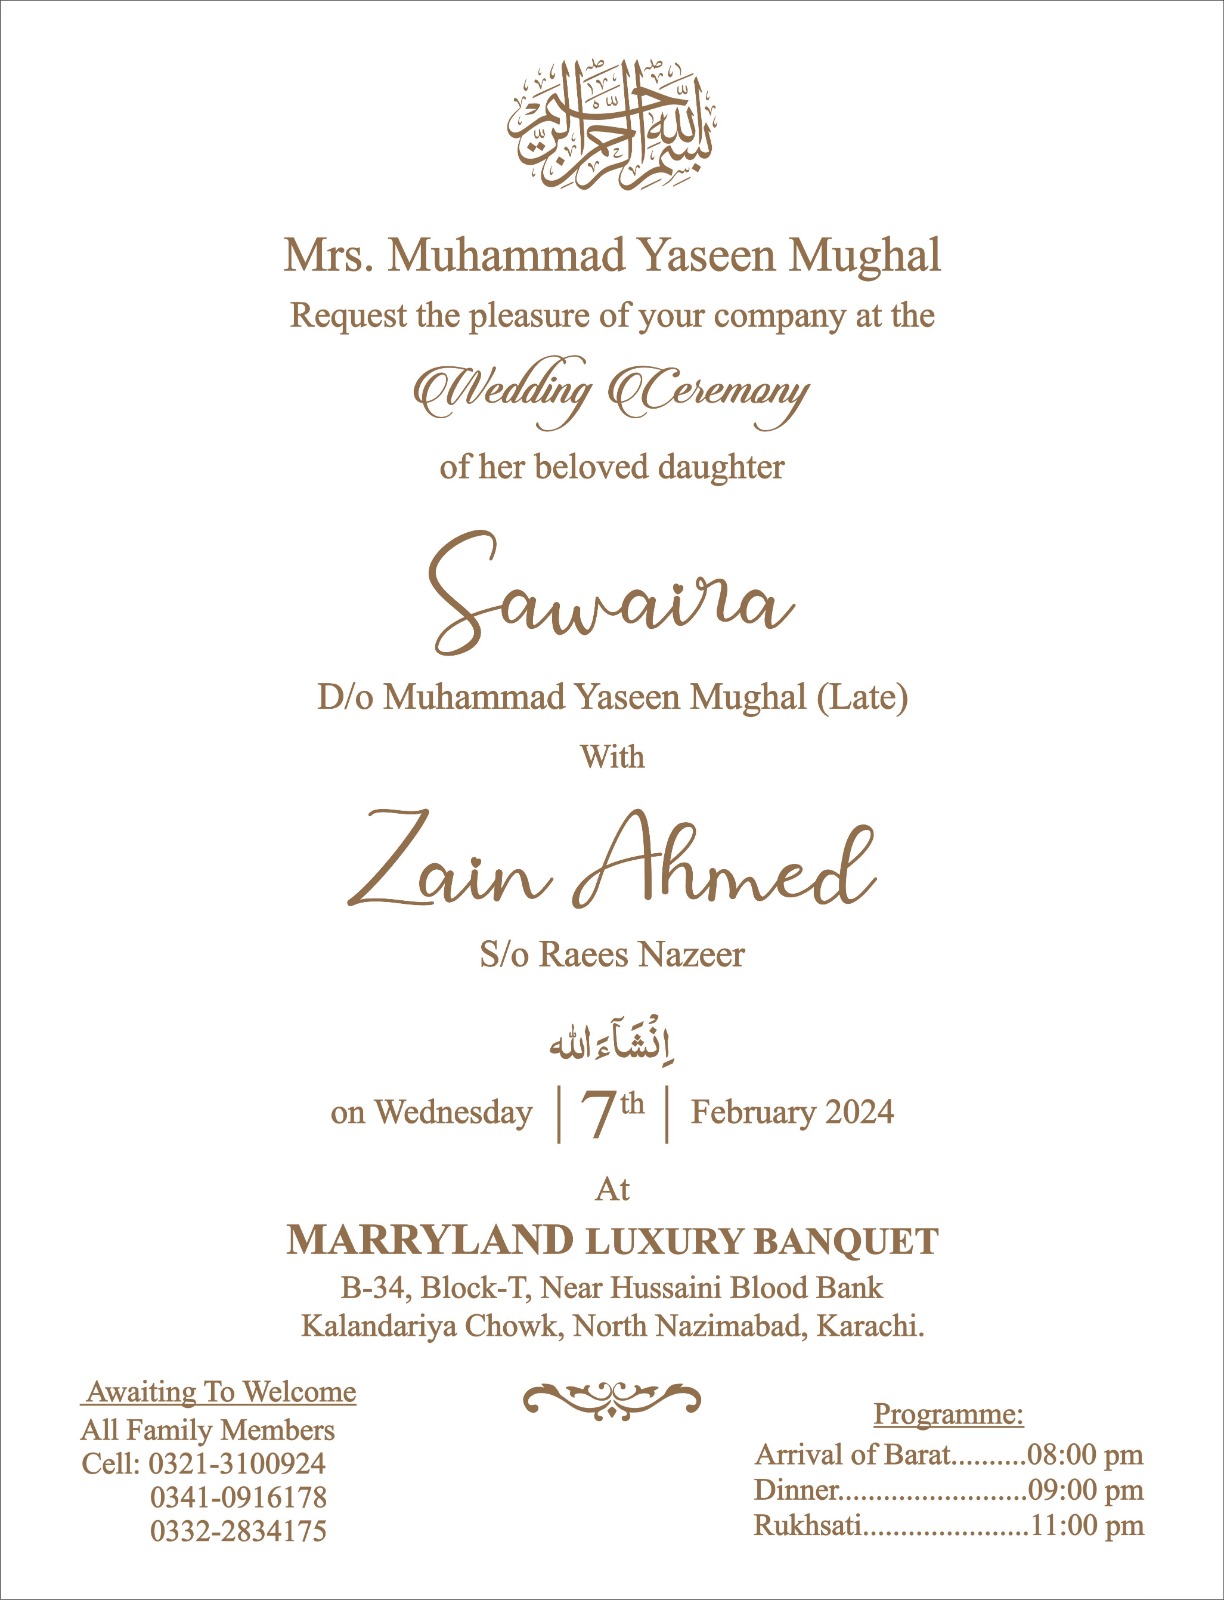 بسم الله الرحمن الرحيم
Mrs. Muhammad Yaseen Mughal
Request the pleasure of your company at the
Wedding Ceremony
of her beloved daughter
Sawaira
D/o Muhammad Yaseen Mughal (Late)
With
Zain Ahmed
S/o Raees Nazeer
اِنْشَآءَاللّٰه
on Wednesday | 7th | February 2024
At
MARRYLAND LUXURY BANQUET
B-34, Block-T, Near Hussaini Blood Bank
Kalandariya Chowk, North Nazimabad, Karachi.
Awaiting To Welcome
All Family Members
Cell: 0321-3100924
0341-0916178
0332-2834175
Programme:
Arrival of Barat..........08:00 pm
Dinner.........................09:00 pm
Rukhsati......................11:00 pm